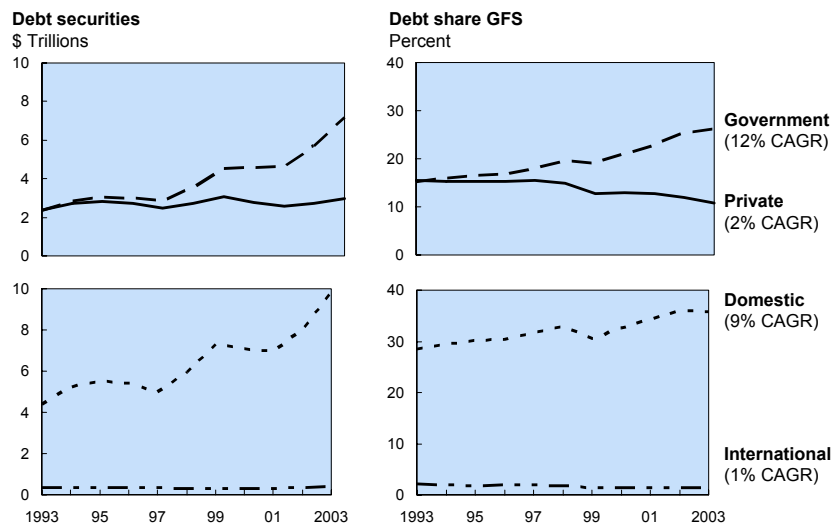 Debt securities
$ Trillions
10
8
6
4
2
0
Debt share GFS
Percent
40
30
20
10
0
Government
(12% CAGR)
Private
(2% CAGR)
10
8
6
4
2
0
1993 95 97 99 01 2003
40
30
20
10
0
1993 95 97 99 01 2003
Domestic
(9% CAGR)
International
(1% CAGR)